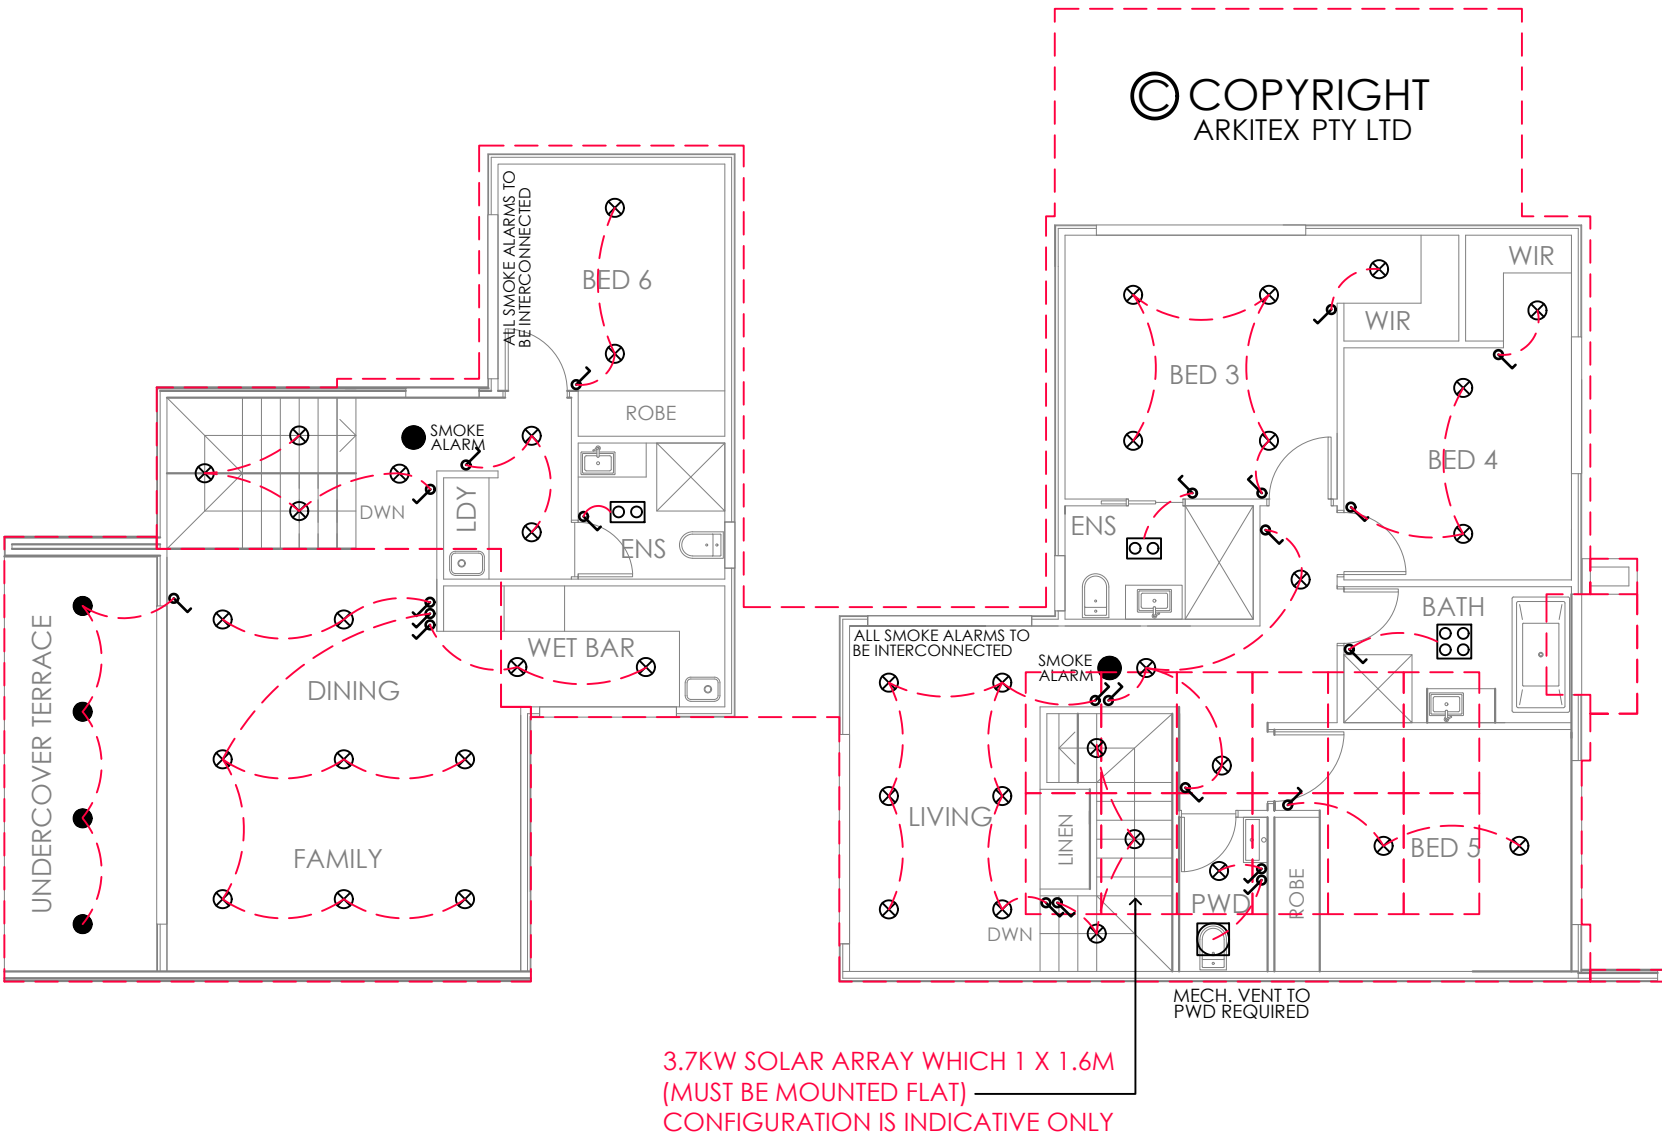 © COPYRIGHT
ARKITEX PTY LTD
ALL SMOKE ALARMS TO
BE INTERCONNECTED
BED 6
ROBE
SMOKE
ALARM
DWN
LDY
ENS
WET BAR
DINING
FAMILY
UNDERCOVER TERRACE
WIR
WIR
BED 3
BED 4
ENS
BATH
ALL SMOKE ALARMS TO
BE INTERCONNECTED
SMOKE
ALARM
LIVING
LINEN
DWN
PWD
ROBE
BED 5
MECH. VENT TO
PWD REQUIRED
3.7KW SOLAR ARRAY WHICH 1 X 1.6M
(MUST BE MOUNTED FLAT)
CONFIGURATION IS INDICATIVE ONLY